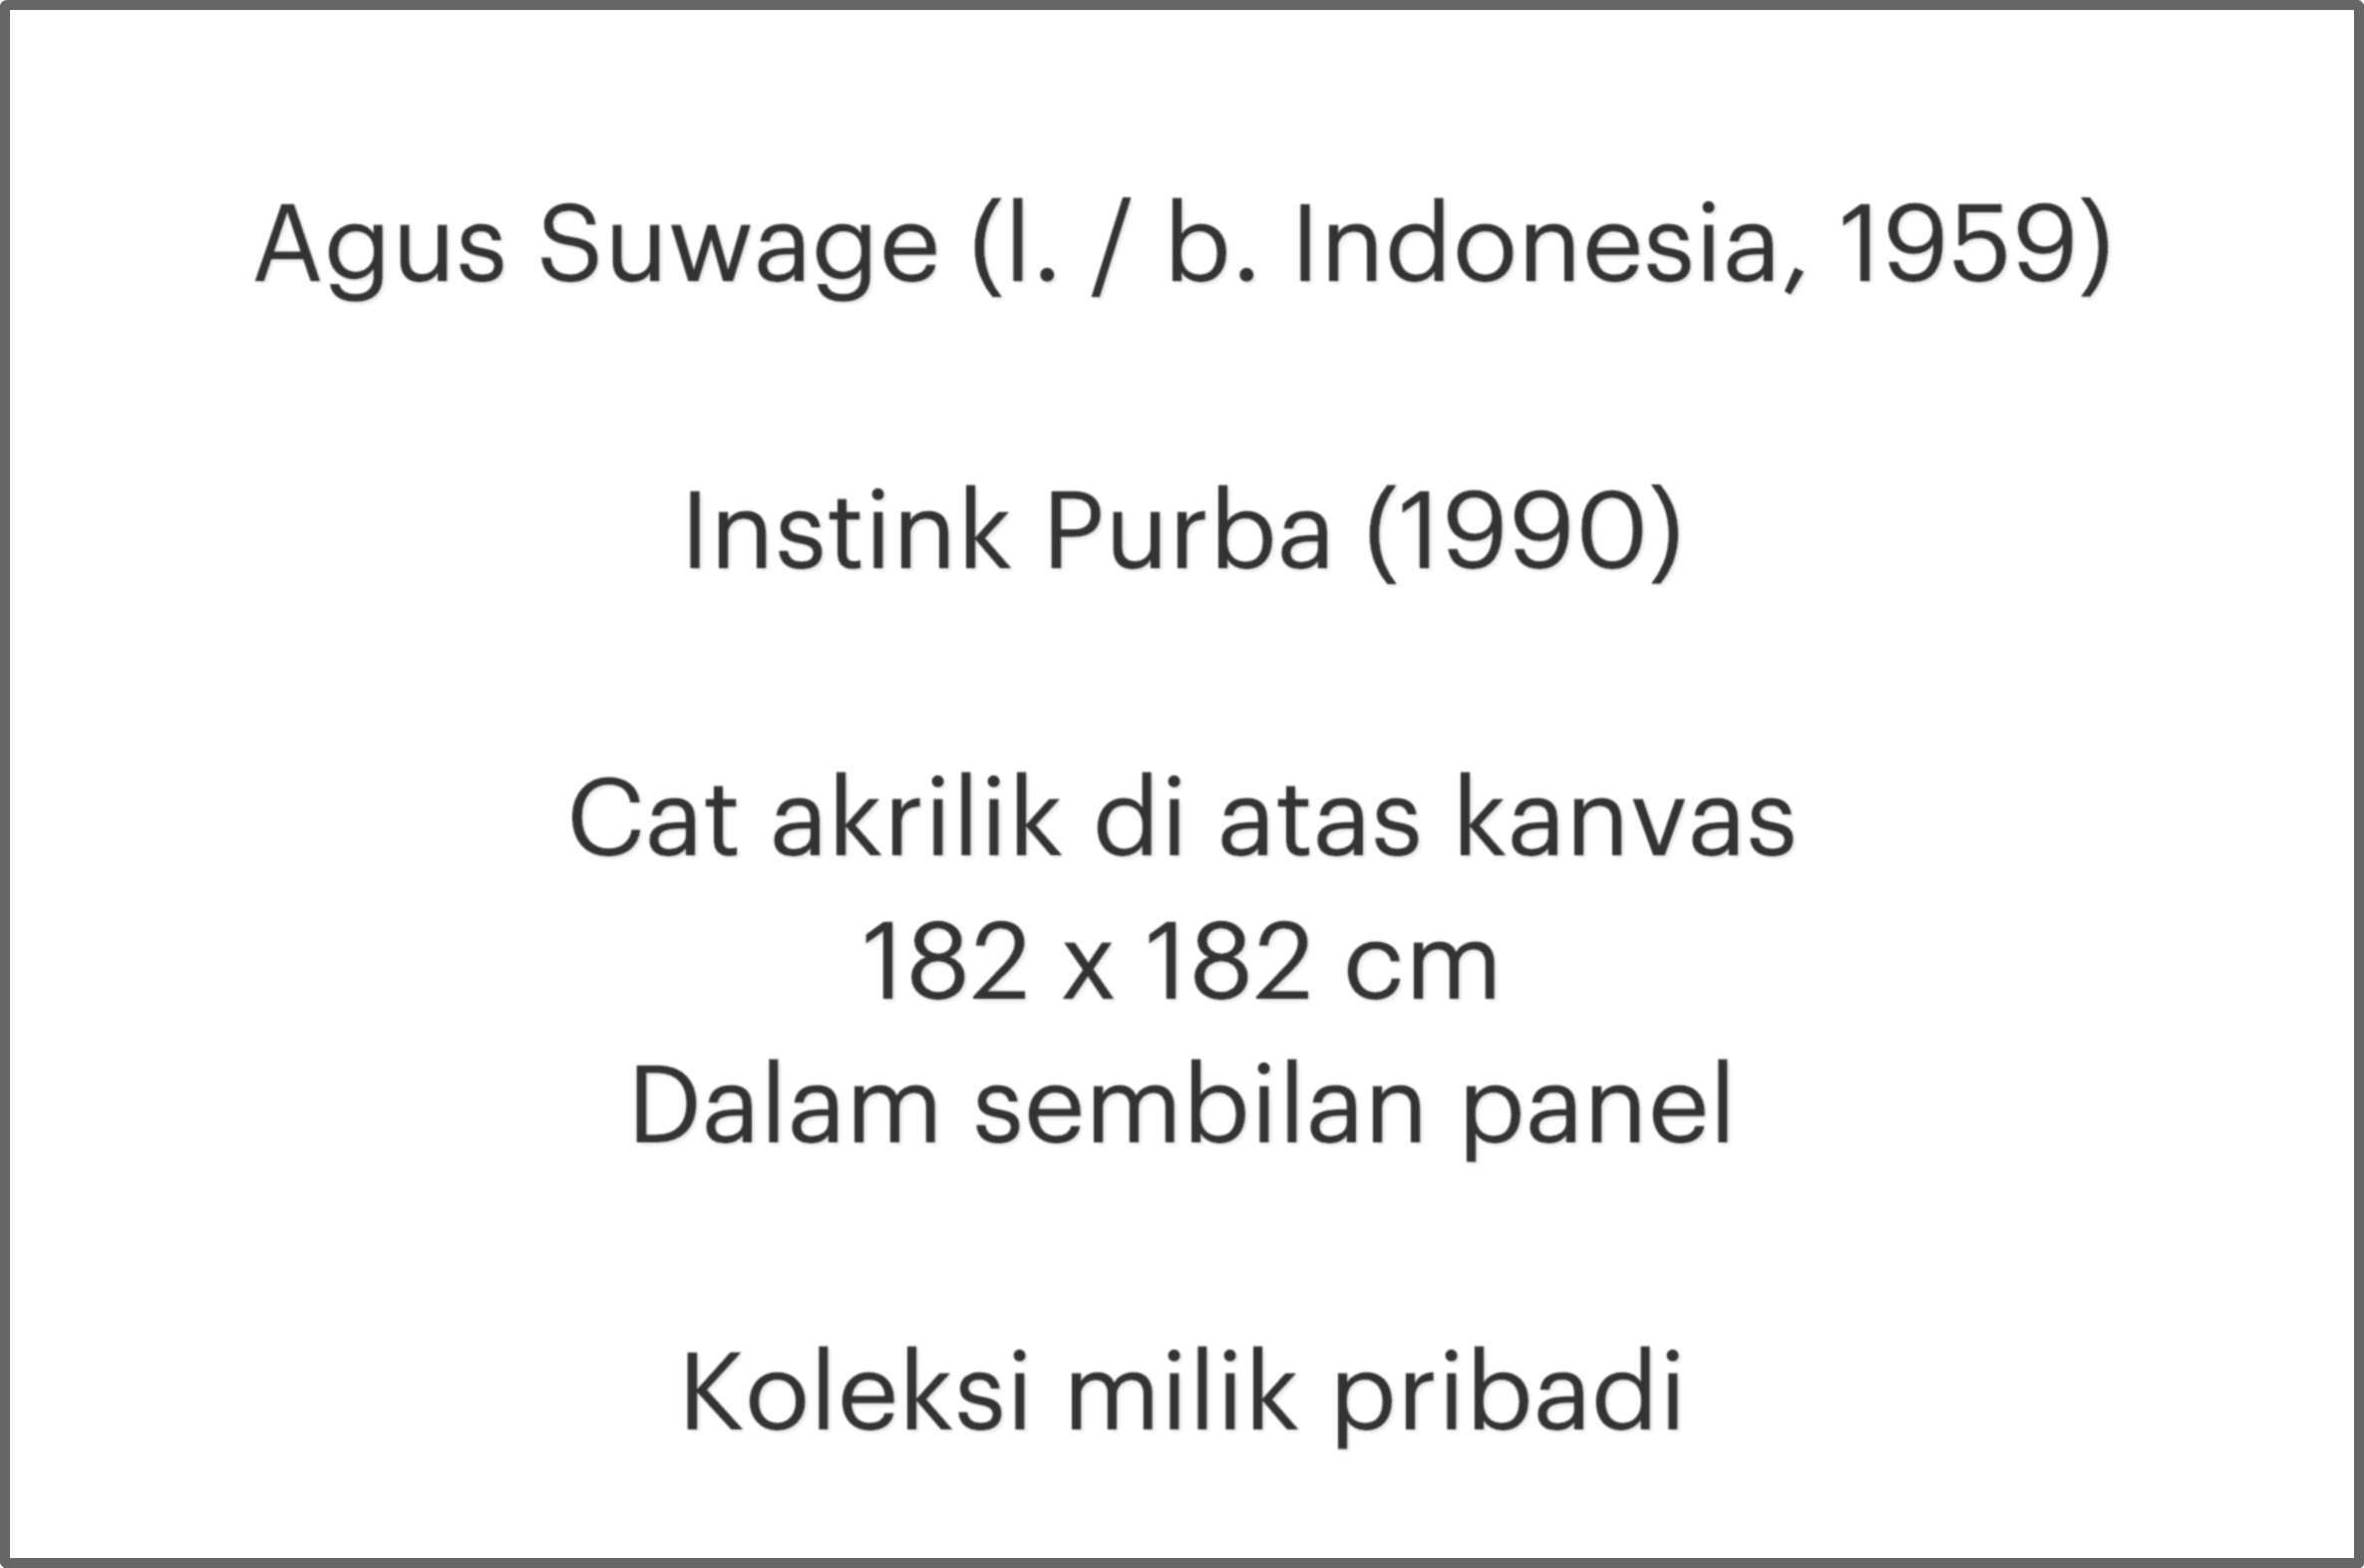 Agus Suwage (l. / b. Indonesia, 1959)
Instink Purba (1990)
Cat akrilik di atas kanvas
182 x 182 cm
Dalam sembilan panel
Koleksi milik pribadi